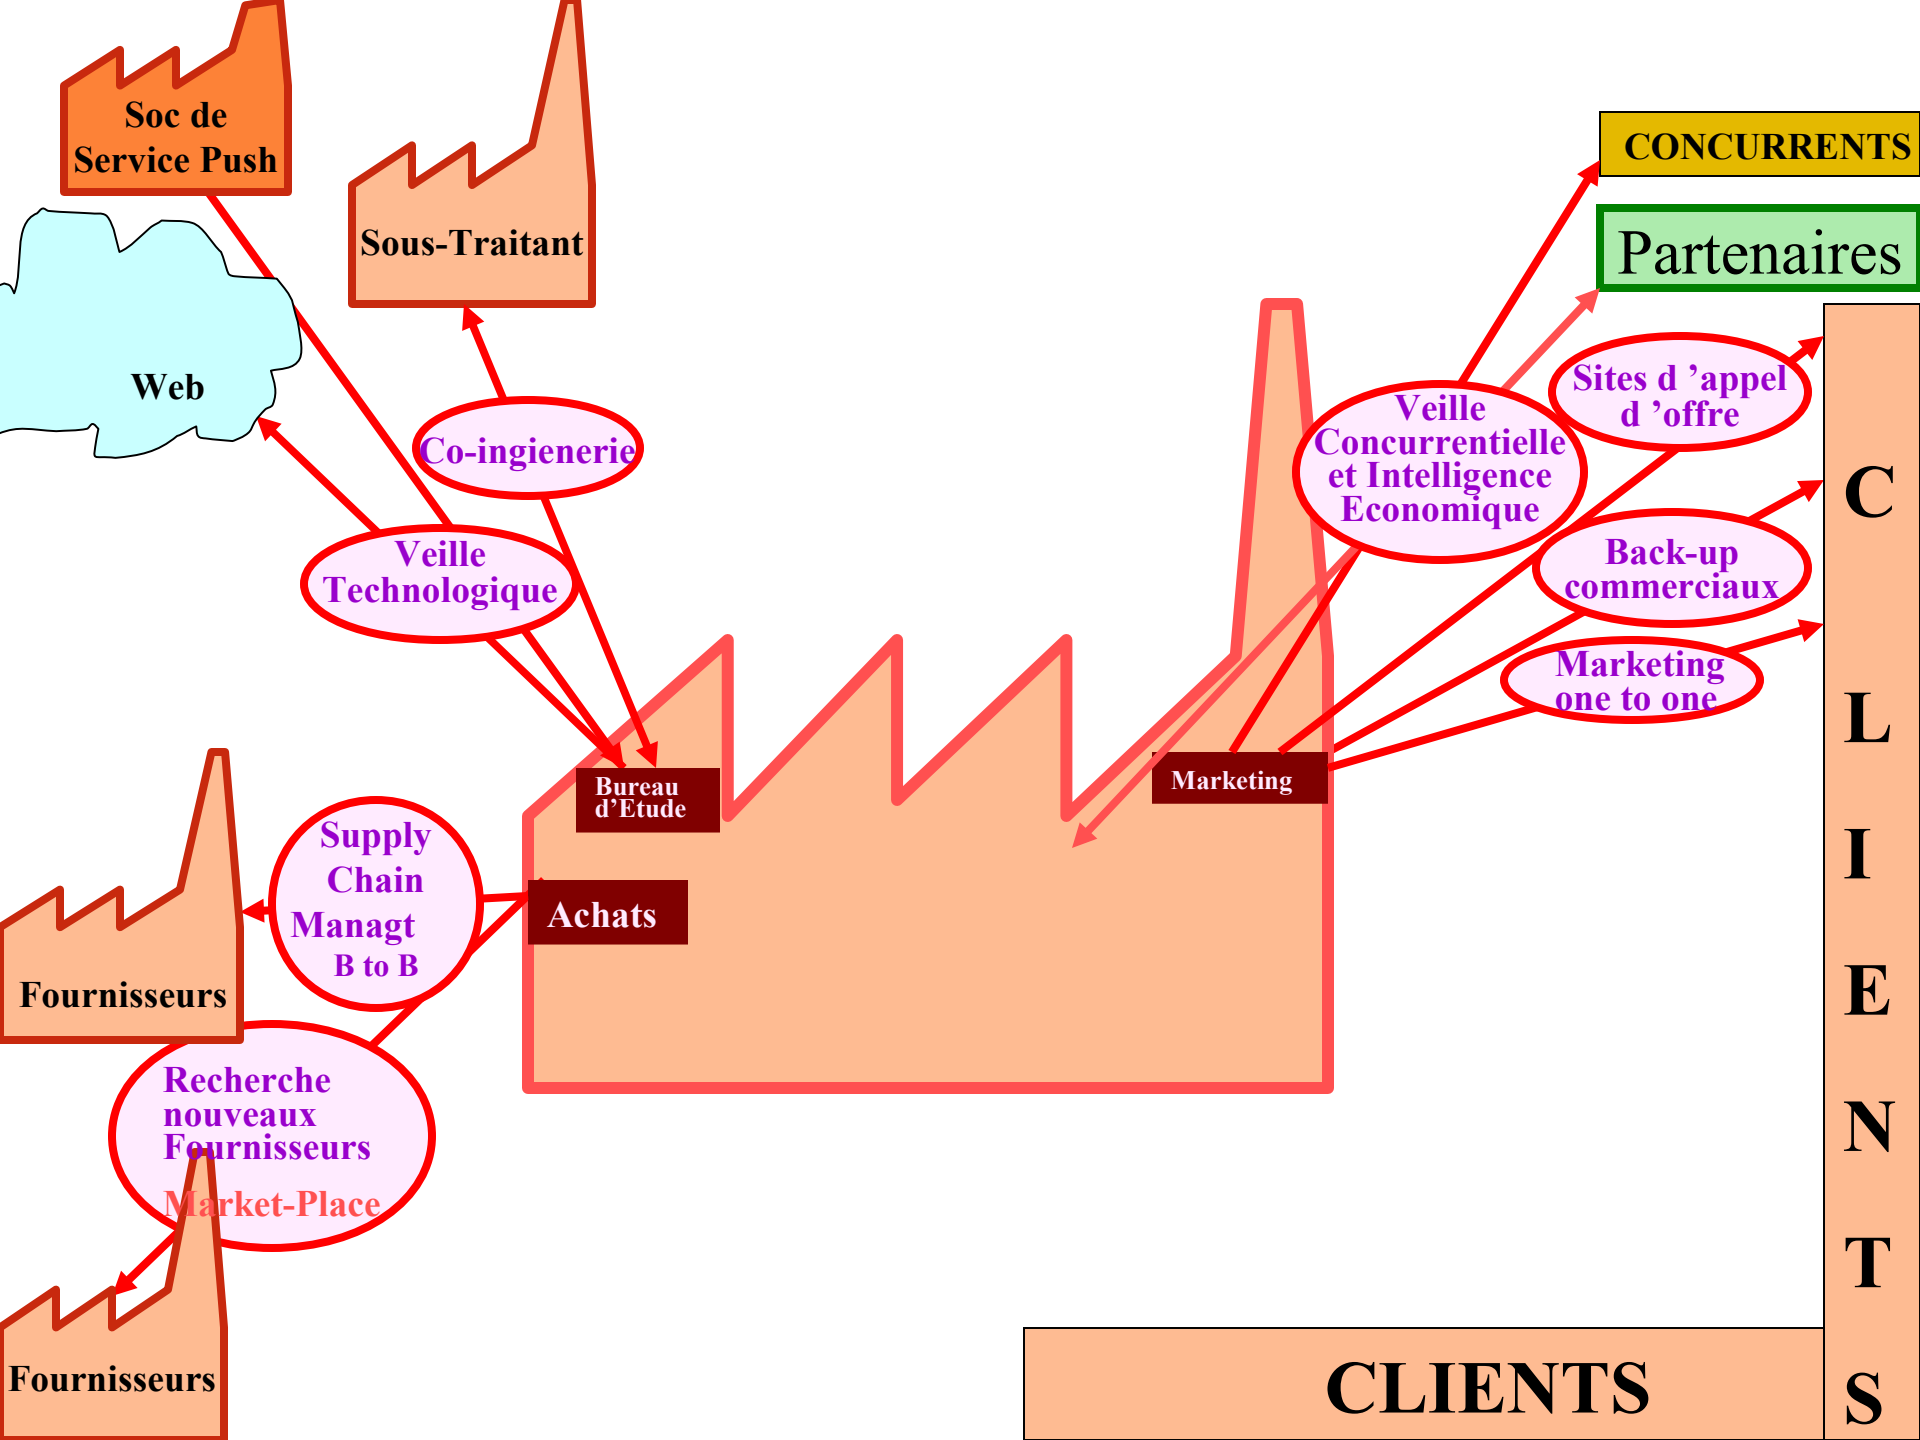 Soc de
Service Push
Sous-Traitant
CONCURRENTS
Partenaires
Web
Co-ingienerie
Veille
Technologique
Veille
Concurrentielle
et Intelligence
Economique
Sites d ’appel
d ’offre
Back-up
commerciaux
Marketing
one to one
Bureau
d’Etude
Marketing
Achats
Supply
Chain
Managt
B to B
Fournisseurs
Recherche
nouveaux
Fournisseurs
Market-Place
Fournisseurs
C
L
I
E
N
T
S
CLIENTS